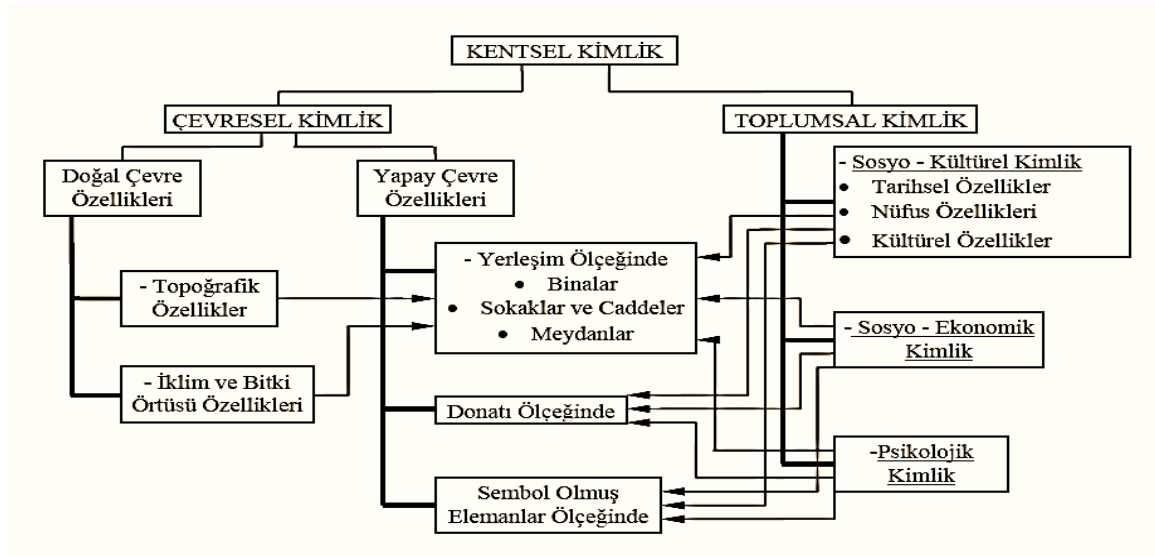 KENTSEL KİMLİK
ÇEVRESEL KİMLİK
TOPLUMSAL KİMLİK
Doğal Çevre
Özellikleri
Yapay Çevre
Özellikleri
- Sosyo - Kültürel Kimlik
● Tarihsel Özellikler
● Nüfus Özellikleri
● Kültürel Özellikler
- Yerleşim Ölçeğinde
● Binalar
● Sokaklar ve Caddeler
● Meydanlar
- Topoğrafik
Özellikler
- Sosyo - Ekonomik
Kimlik
- İklim ve Bitki
Örtüsü Özellikleri
Donatı Ölçeğinde
-Psikolojik
Kimlik
Sembol Olmuş
Elemanlar Ölçeğinde